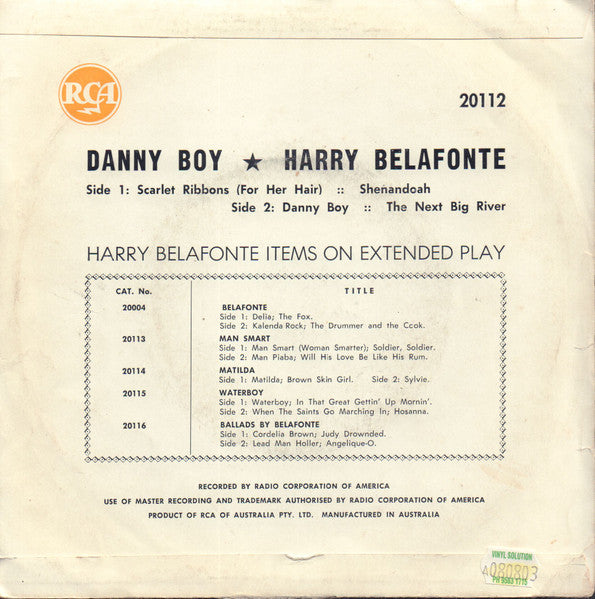 RCA
20112
DANNY BOY ★ HARRY BELAFONTE
Side 1: Scarlet Ribbons (For Her Hair) :: Shenandoah
Side 2: Danny Boy :: The Next Big River
HARRY BELAFONTE ITEMS ON EXTENDED PLAY
CAT. No. TITLE
20004 BELAFONTE
Side 1: Delia; The Fox.
Side 2: Kalenda Rock; The Drummer and the Ccok.
20113 MAN SMART
Side 1: Man Smart (Woman Smarter); Soldier, Soldier.
Side 2: Man Piaba; Will His Love Be Like His Rum.
20114 MATILDA
Side 1: Matilda; Brown Skin Girl. Side 2: Sylvie.
20115 WATERBOY
Side 1: Waterboy; In That Great Gettin' Up Mornin'.
Side 2: When The Saints Go Marching In; Hosanna.
20116 BALLADS BY BELAFONTE
Side 1: Cordelia Brown; Judy Drownded.
Side 2: Lead Man Holler; Angelique-O.
RECORDED BY RADIO CORPORATION OF AMERICA
USE OF MASTER RECORDING AND TRADEMARK AUTHORISED BY RADIO CORPORATION OF AMERICA
PRODUCT OF RCA OF AUSTRALIA PTY. LTD. MANUFACTURED IN AUSTRALIA
VINYL SOLUTION
A080803